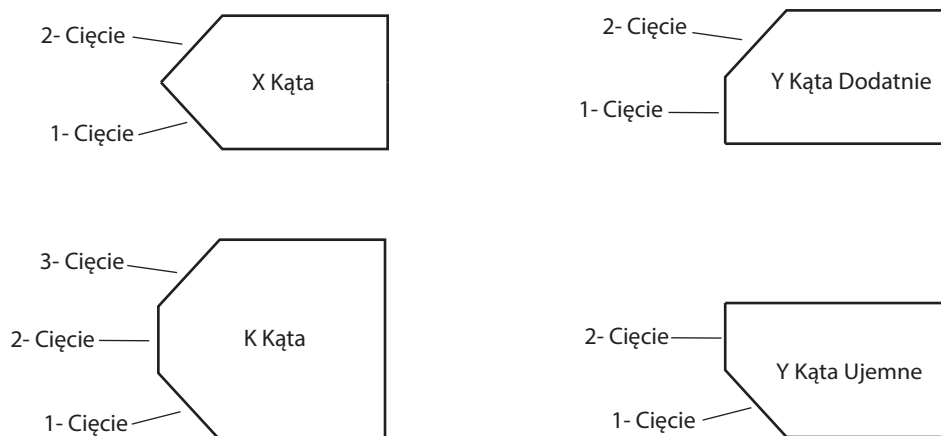 2- Cięcie
X Kąta
1- Cięcie
2- Cięcie
Y Kąta Dodatnie
1- Cięcie
3- Cięcie
2- Cięcie
K Kąta
1- Cięcie
2- Cięcie
Y Kąta Ujemne
1- Cięcie